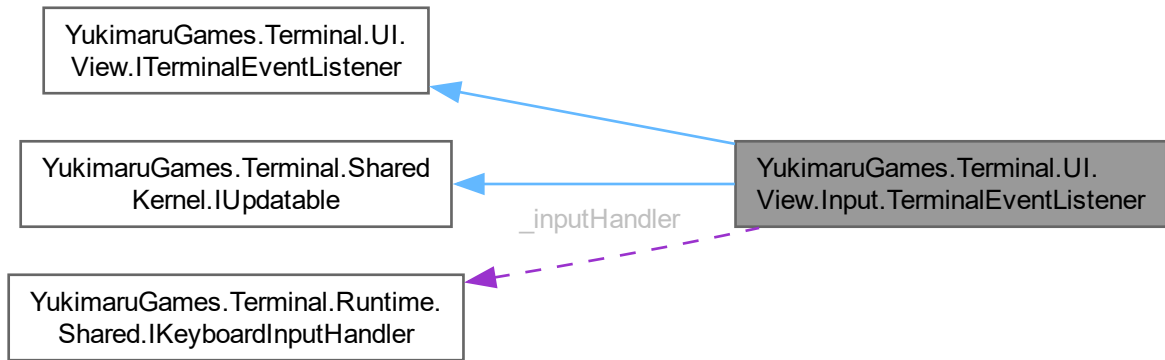 YukimaruGames.Terminal.UI.
View.ITerminalEventListener
YukimaruGames.Terminal.Shared
Kernel.IUpdatable
YukimaruGames.Terminal.UI.
View.Input.TerminalEventListener
_inputHandler
YukimaruGames.Terminal.Runtime.
Shared.IKeyboardInputHandler